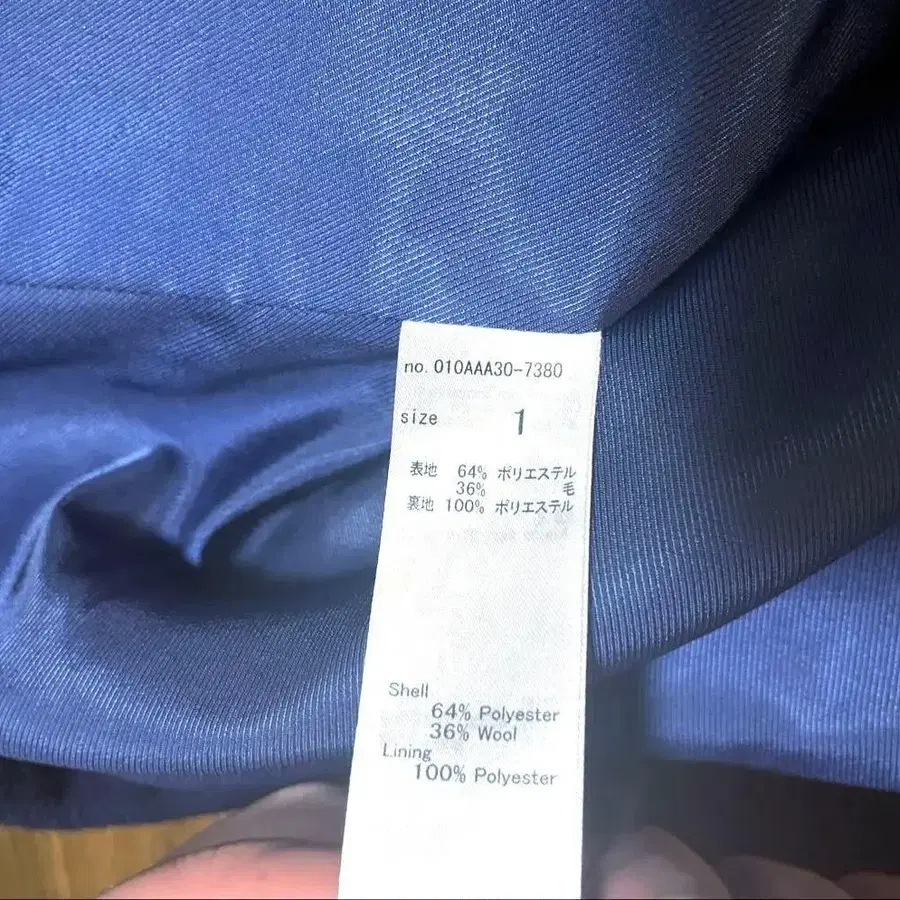 no. 010AAA30-7380
size 1
表地 64% ポリエステル
36% 毛
裏地 100% ポリエステル
Shell
64% Polyester
36% Wool
Lining
100% Polyester